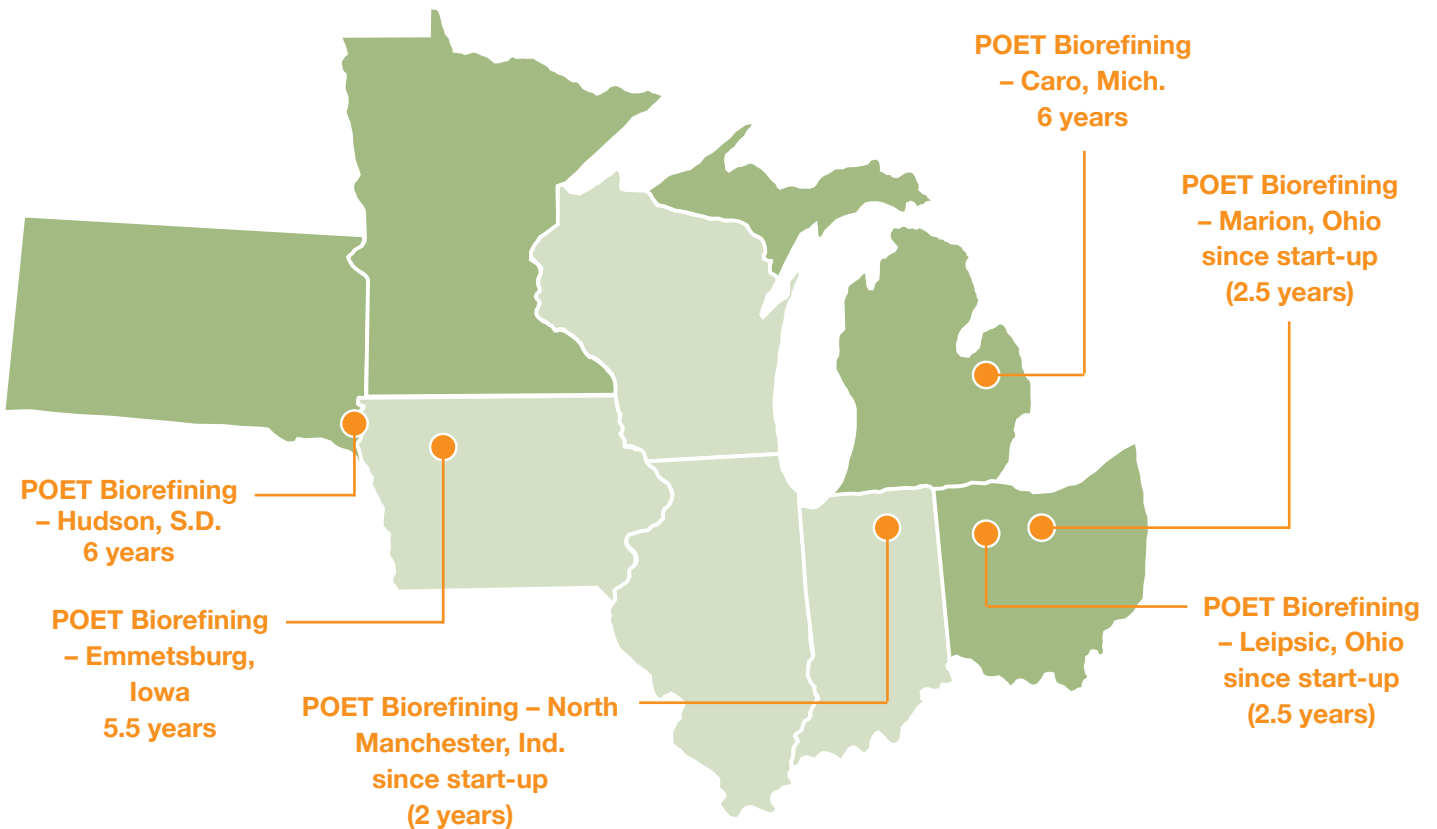 POET Biorefining
– Caro, Mich.
6 years
POET Biorefining
– Marion, Ohio
since start-up
(2.5 years)
POET Biorefining
– Hudson, S.D.
6 years
POET Biorefining
– Emmetsburg,
Iowa
5.5 years
POET Biorefining – North
Manchester, Ind.
since start-up
(2 years)
POET Biorefining
– Leipsic, Ohio
since start-up
(2.5 years)